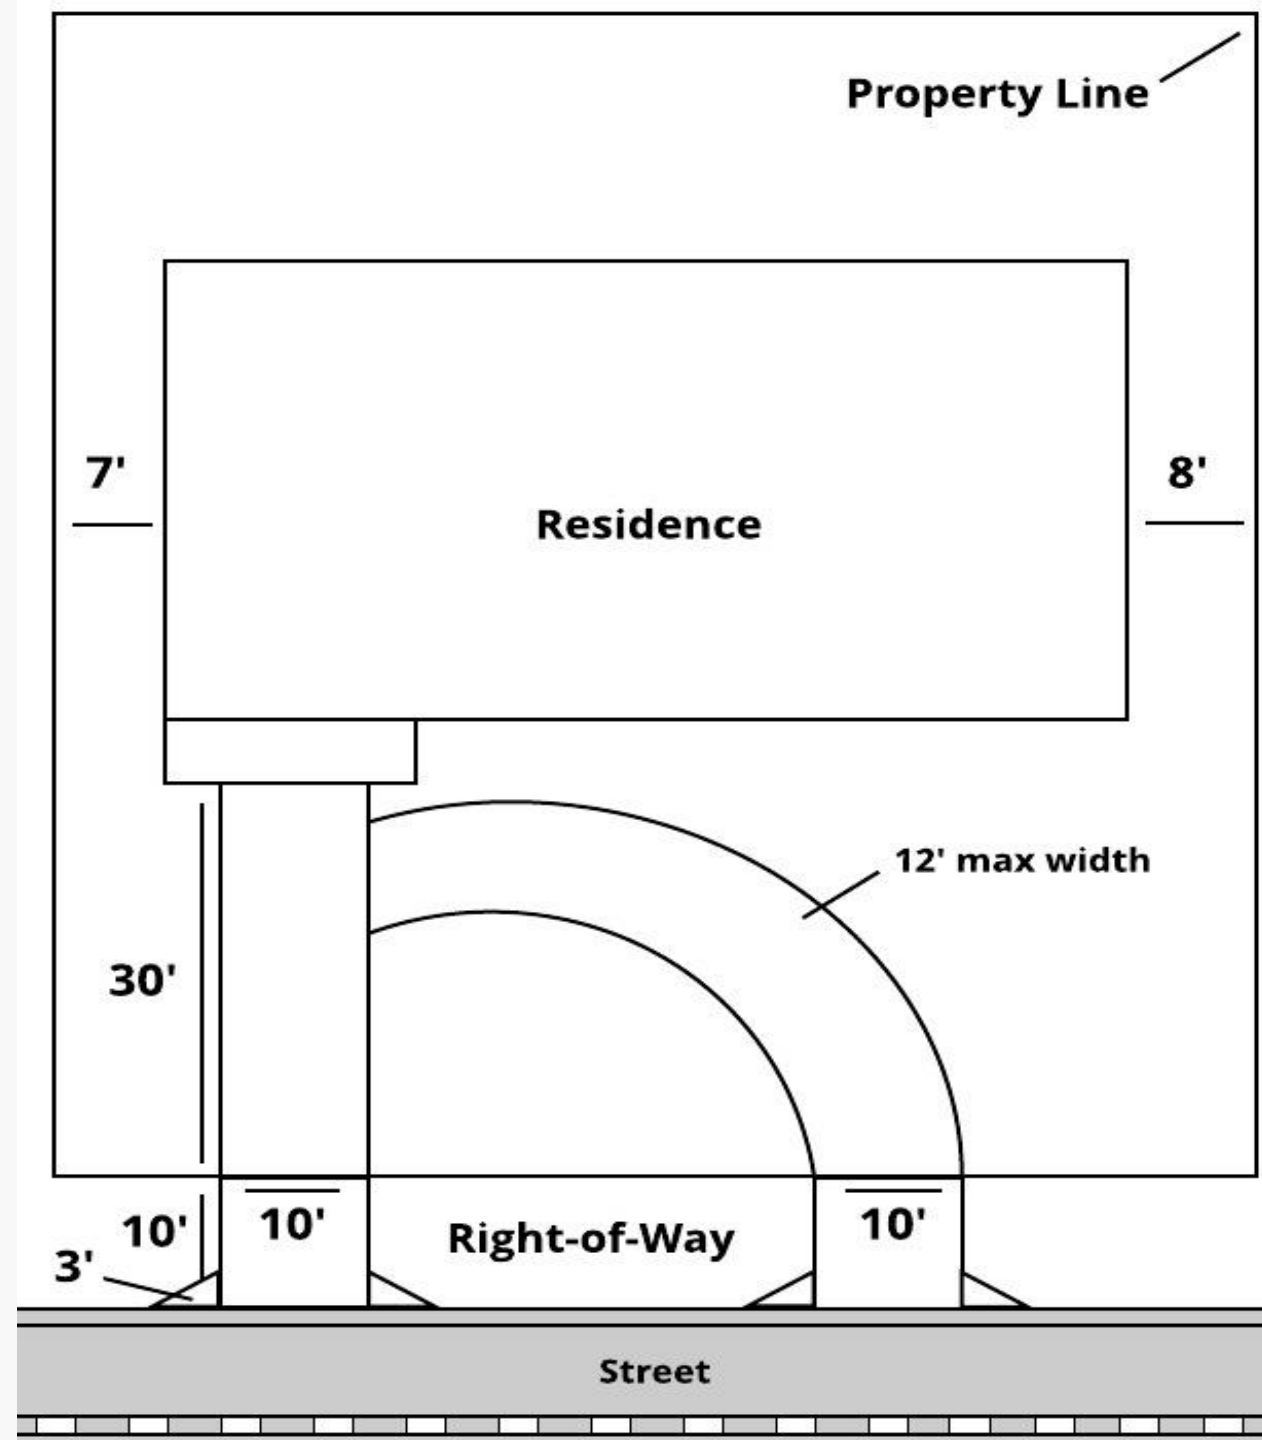 Property Line
7'
8'
Residence
12' max width
30'
10'
10'
10'
Right-of-Way
3'
Street